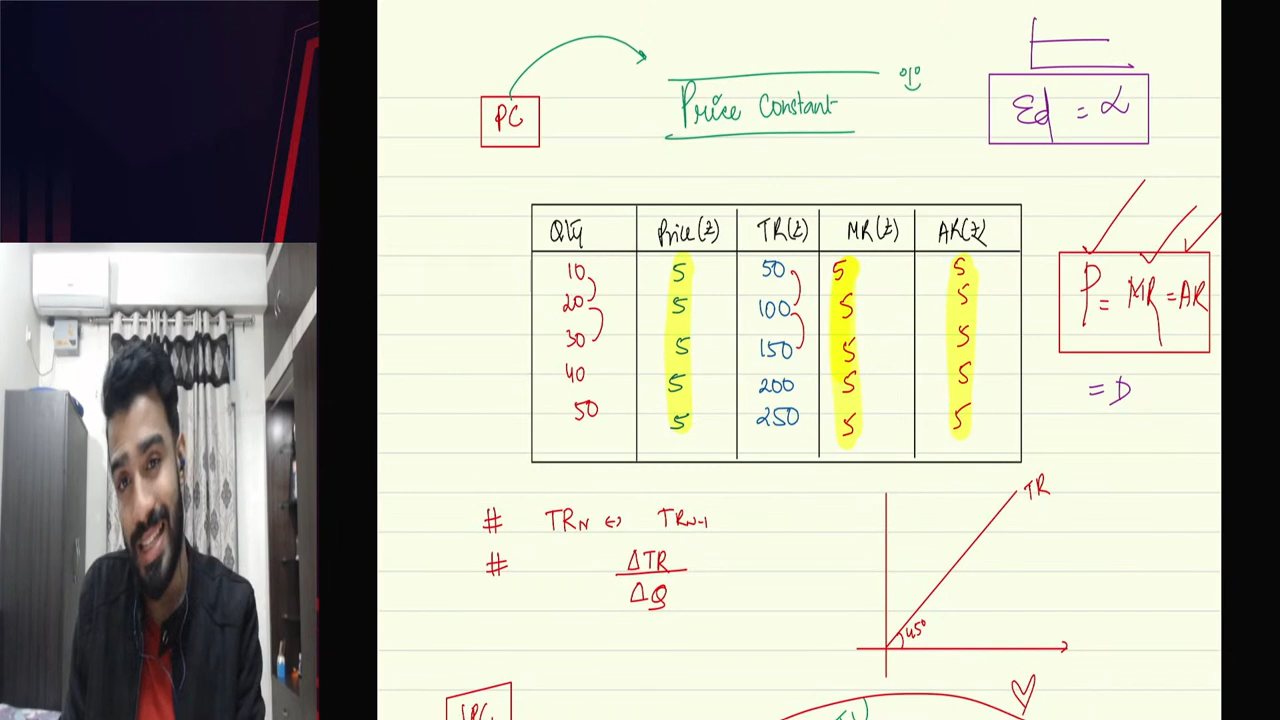 PC
Price Constant
Ed = ∝
Qty Price(₹) TR(₹) MR(₹) AR(₹)
10 5 50 5 5
20 5 100 5 5
30 5 150 5 5
40 5 200 5 5
50 5 250 5 5
P = MR = AR
= D
# TRN ⇔ TRN-1
# ΔTR
ΔQ
TR
45°
IPC